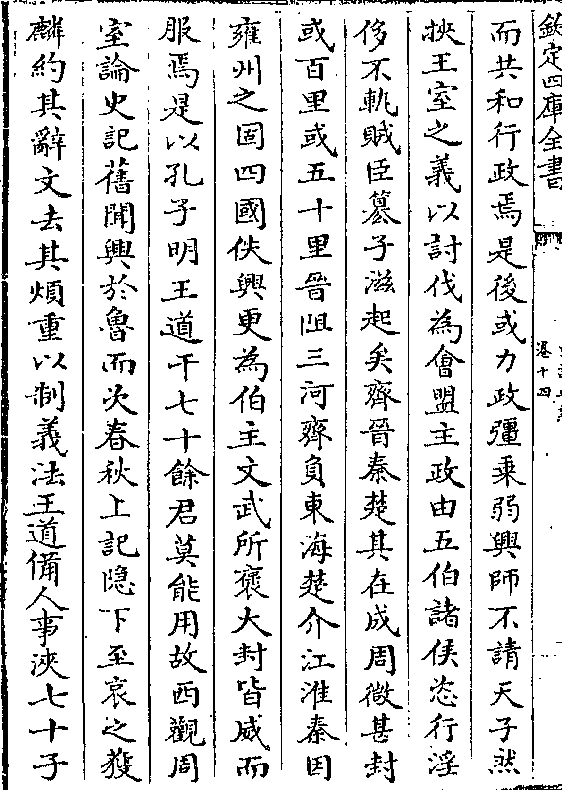 欽定四庫全書
卷十四
而共和行政焉是後或力政彊乗弱興師不請天子然
挾王室之義以討伐為會盟主政由五伯諸侯恣行淫
侈不軌賊臣簒子滋起矣齊晉秦楚其在成周微甚封
或百里或五十里晉阻三河齊負東海楚介江淮秦因
雍州之固四國佚興更為伯主文武所襃大封皆威而
服焉是以孔子明王道干七十餘君莫能用故西觀周
室論史記舊聞興於魯而次春秋上記隠下至哀之獲
麟約其辭文去其煩重以制義法王道備人事浹七十子